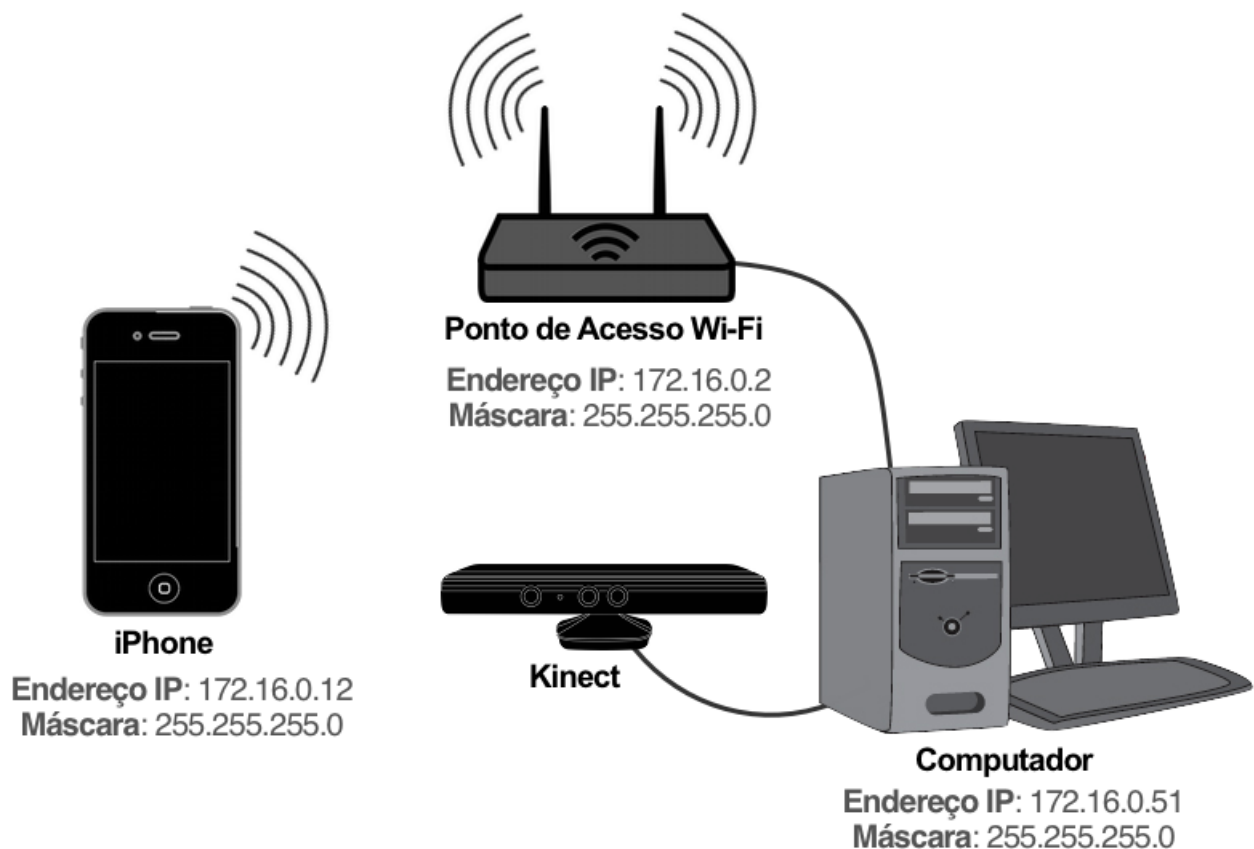 Ponto de Acesso Wi-Fi
Endereço IP: 172.16.0.2
Máscara: 255.255.255.0
iPhone
Endereço IP: 172.16.0.12
Máscara: 255.255.255.0
Kinect
Computador
Endereço IP: 172.16.0.51
Máscara: 255.255.255.0